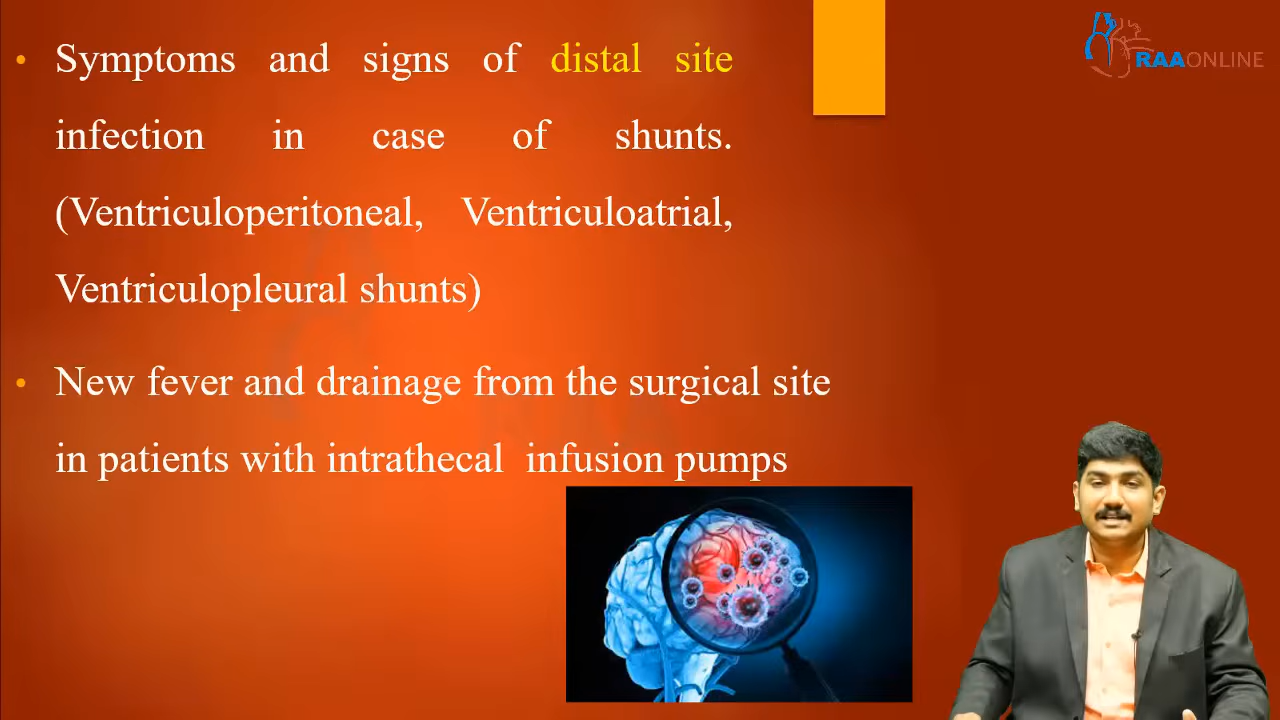 RAAONLINE
• Symptoms and signs of distal site
infection in case of shunts.
(Ventriculoperitoneal, Ventriculoatrial,
Ventriculopleural shunts)
• New fever and drainage from the surgical site
in patients with intrathecal infusion pumps